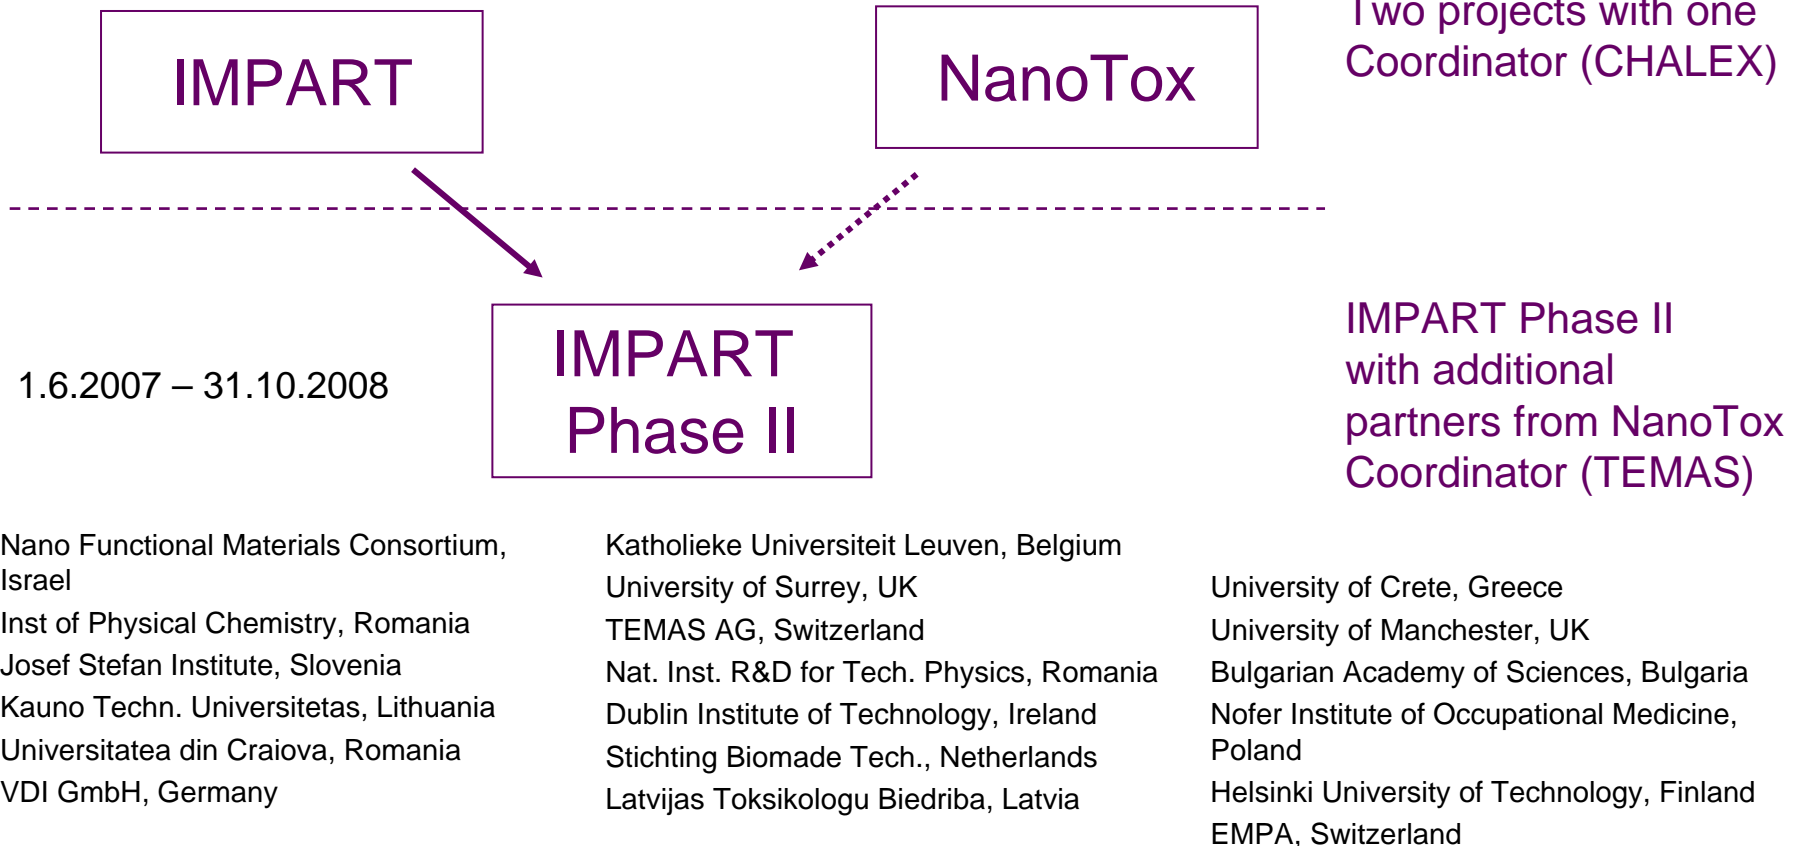 IMPART
NanoTox
Two projects with one
Coordinator (CHALEX)
1.6.2007 – 31.10.2008
IMPART
Phase II
IMPART Phase II
with additional
partners from NanoTox
Coordinator (TEMAS)
Nano Functional Materials Consortium,
Israel
Inst of Physical Chemistry, Romania
Josef Stefan Institute, Slovenia
Kauno Techn. Universitetas, Lithuania
Universitatea din Craiova, Romania
VDI GmbH, Germany
Katholieke Universiteit Leuven, Belgium
University of Surrey, UK
TEMAS AG, Switzerland
Nat. Inst. R&D for Tech. Physics, Romania
Dublin Institute of Technology, Ireland
Stichting Biomade Tech., Netherlands
Latvijas Toksikologu Biedriba, Latvia
University of Crete, Greece
University of Manchester, UK
Bulgarian Academy of Sciences, Bulgaria
Nofer Institute of Occupational Medicine,
Poland
Helsinki University of Technology, Finland
EMPA, Switzerland